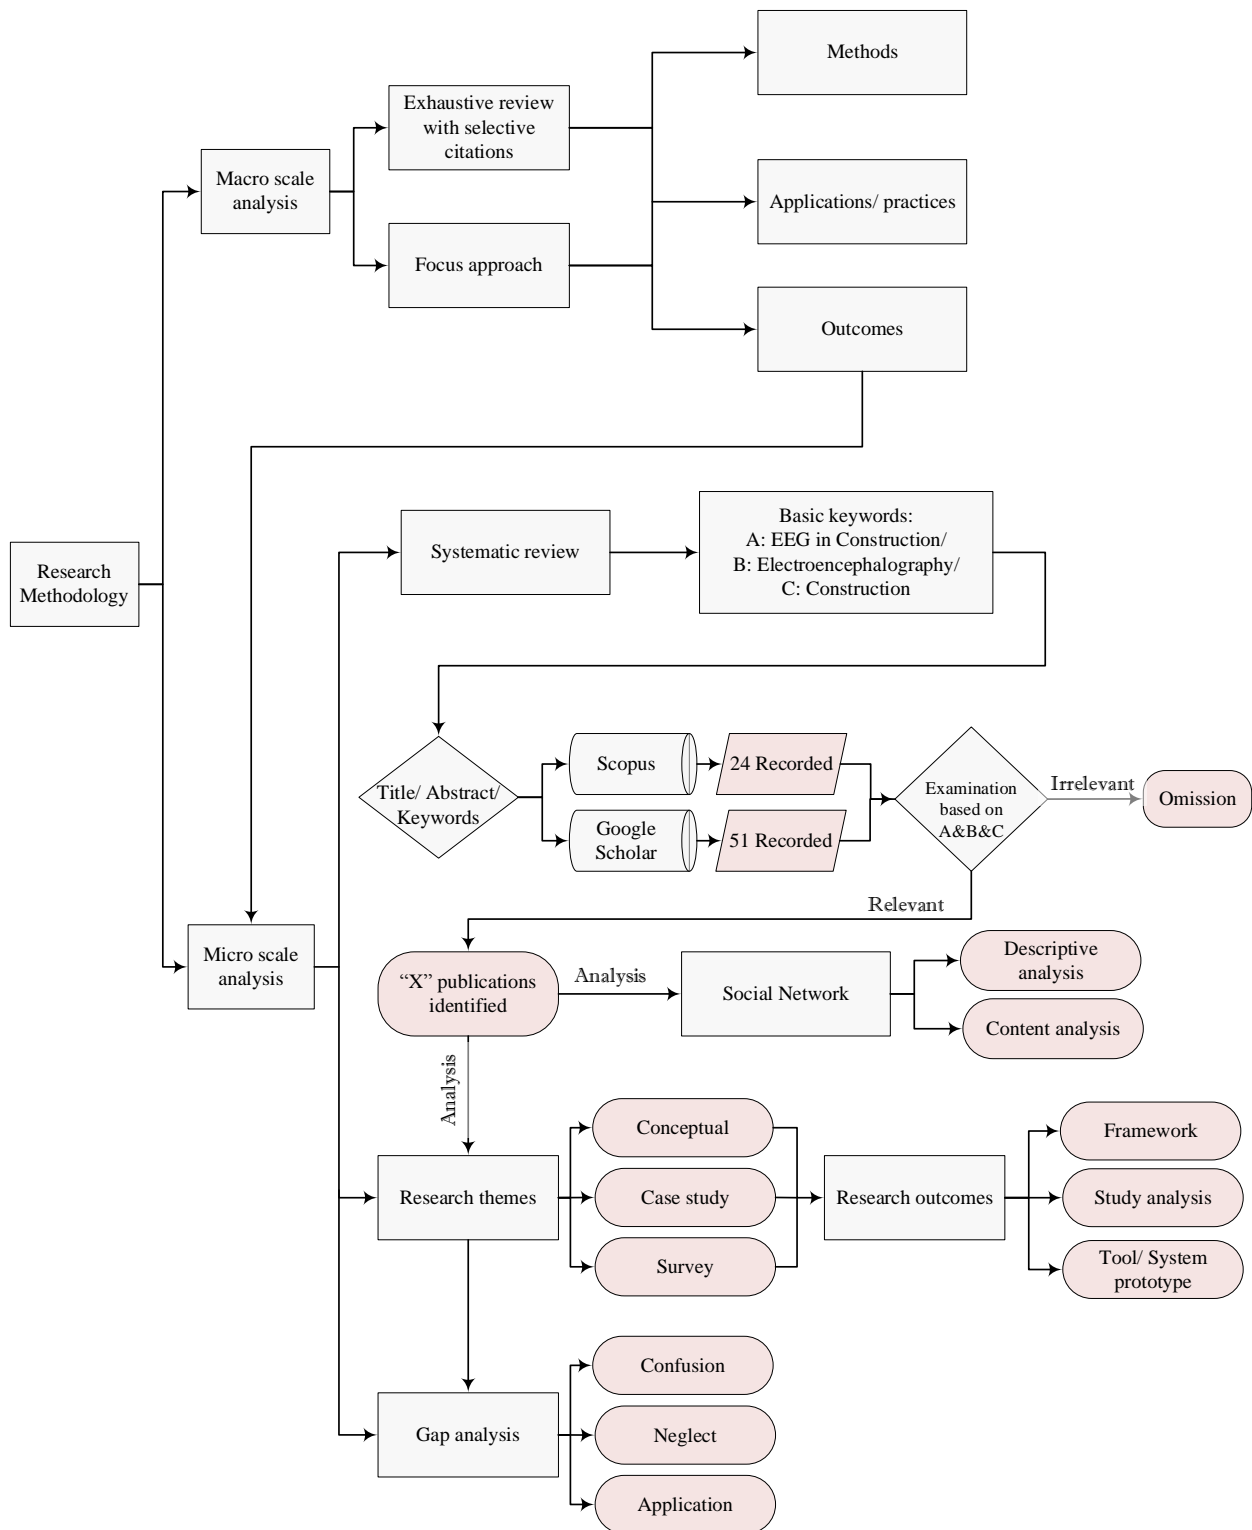 Methods
Exhaustive review
with selective
citations
Macro scale
analysis
Applications/ practices
Focus approach
Outcomes
Research
Methodology
Systematic review
Basic keywords:
A: EEG in Construction/
B: Electroencephalography/
C: Construction
Title/ Abstract/
Keywords
Scopus
24 Recorded
Google
Scholar
51 Recorded
Examination
based on
A&B&C
Irrelevant
Omission
Relevant
Micro scale
analysis
“X” publications
identified
Analysis
Social Network
Descriptive
analysis
Content analysis
Analysis
Research themes
Conceptual
Case study
Survey
Research outcomes
Framework
Study analysis
Tool/ System
prototype
Gap analysis
Confusion
Neglect
Application